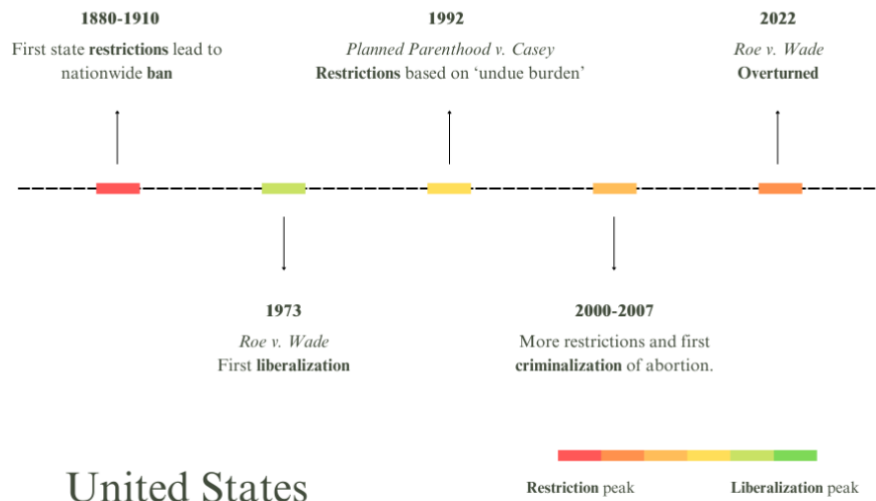 1880-1910
First state restrictions lead to
nationwide ban
1992
Planned Parenthood v. Casey
Restrictions based on ‘undue burden’
2022
Roe v. Wade
Overturned
1973
Roe v. Wade
First liberalization
2000-2007
More restrictions and first
criminalization of abortion.
United States
Restriction peak
Liberalization peak